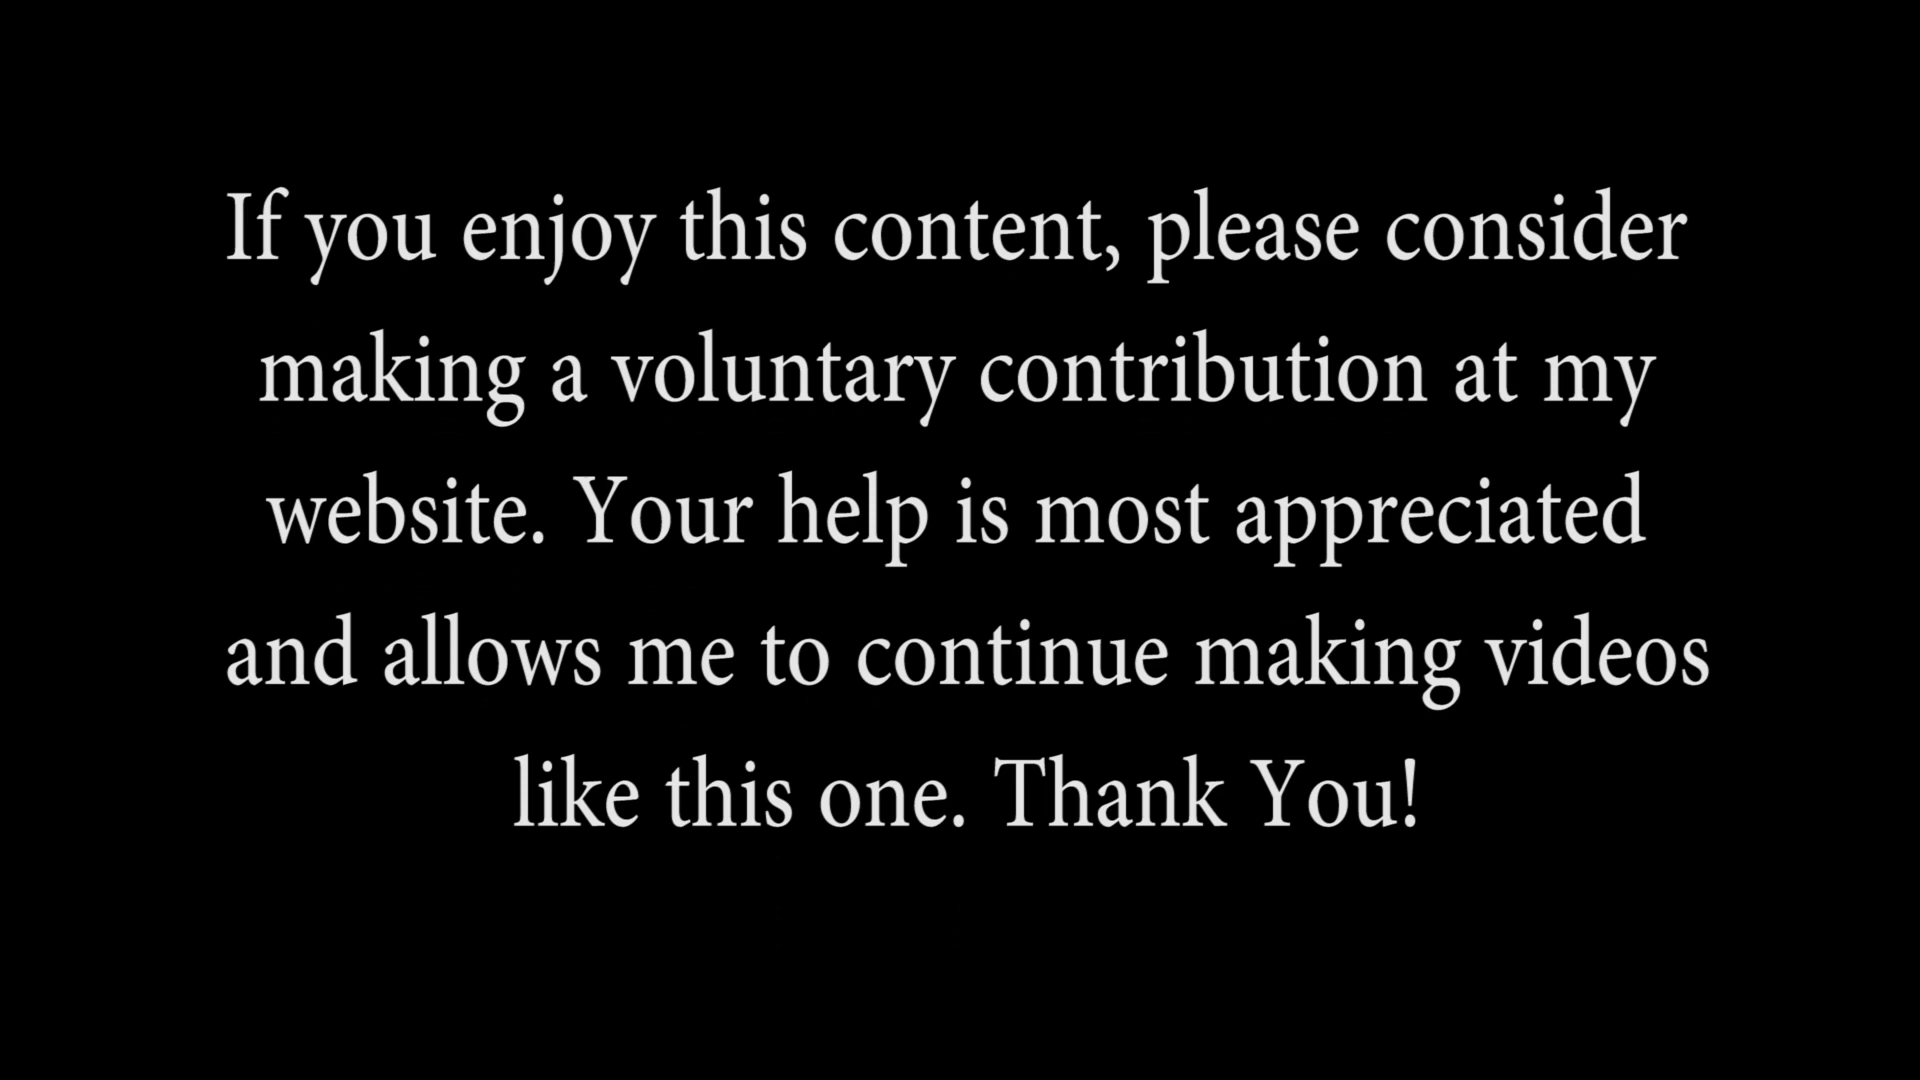 If you enjoy this content, please consider
making a voluntary contribution at my
website. Your help is most appreciated
and allows me to continue making videos
like this one. Thank You!